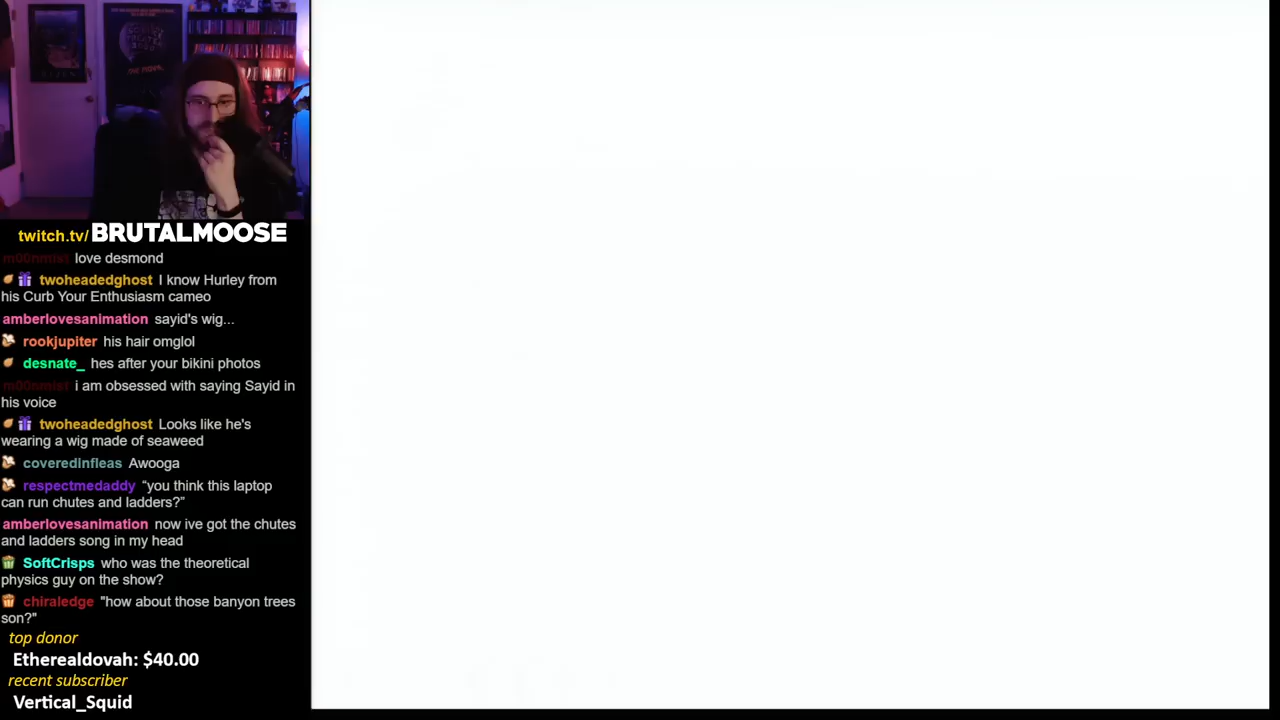 twitch.tv/BRUTALMOOSE
m00nmist love desmond
twoheadedghost I know Hurley from
his Curb Your Enthusiasm cameo
amberlovesanimation sayid's wig...
rookjupiter his hair omglol
desnate_ hes after your bikini photos
m00nmist i am obsessed with saying Sayid in
his voice
twoheadedghost Looks like he's
wearing a wig made of seaweed
coveredinfleas Awooga
respectmedaddy “you think this laptop
can run chutes and ladders?”
amberlovesanimation now ive got the chutes
and ladders song in my head
SoftCrisps who was the theoretical
physics guy on the show?
chiraledge "how about those banyon trees
son?"
top donor
Etherealdovah: $40.00
recent subscriber
Vertical_Squid